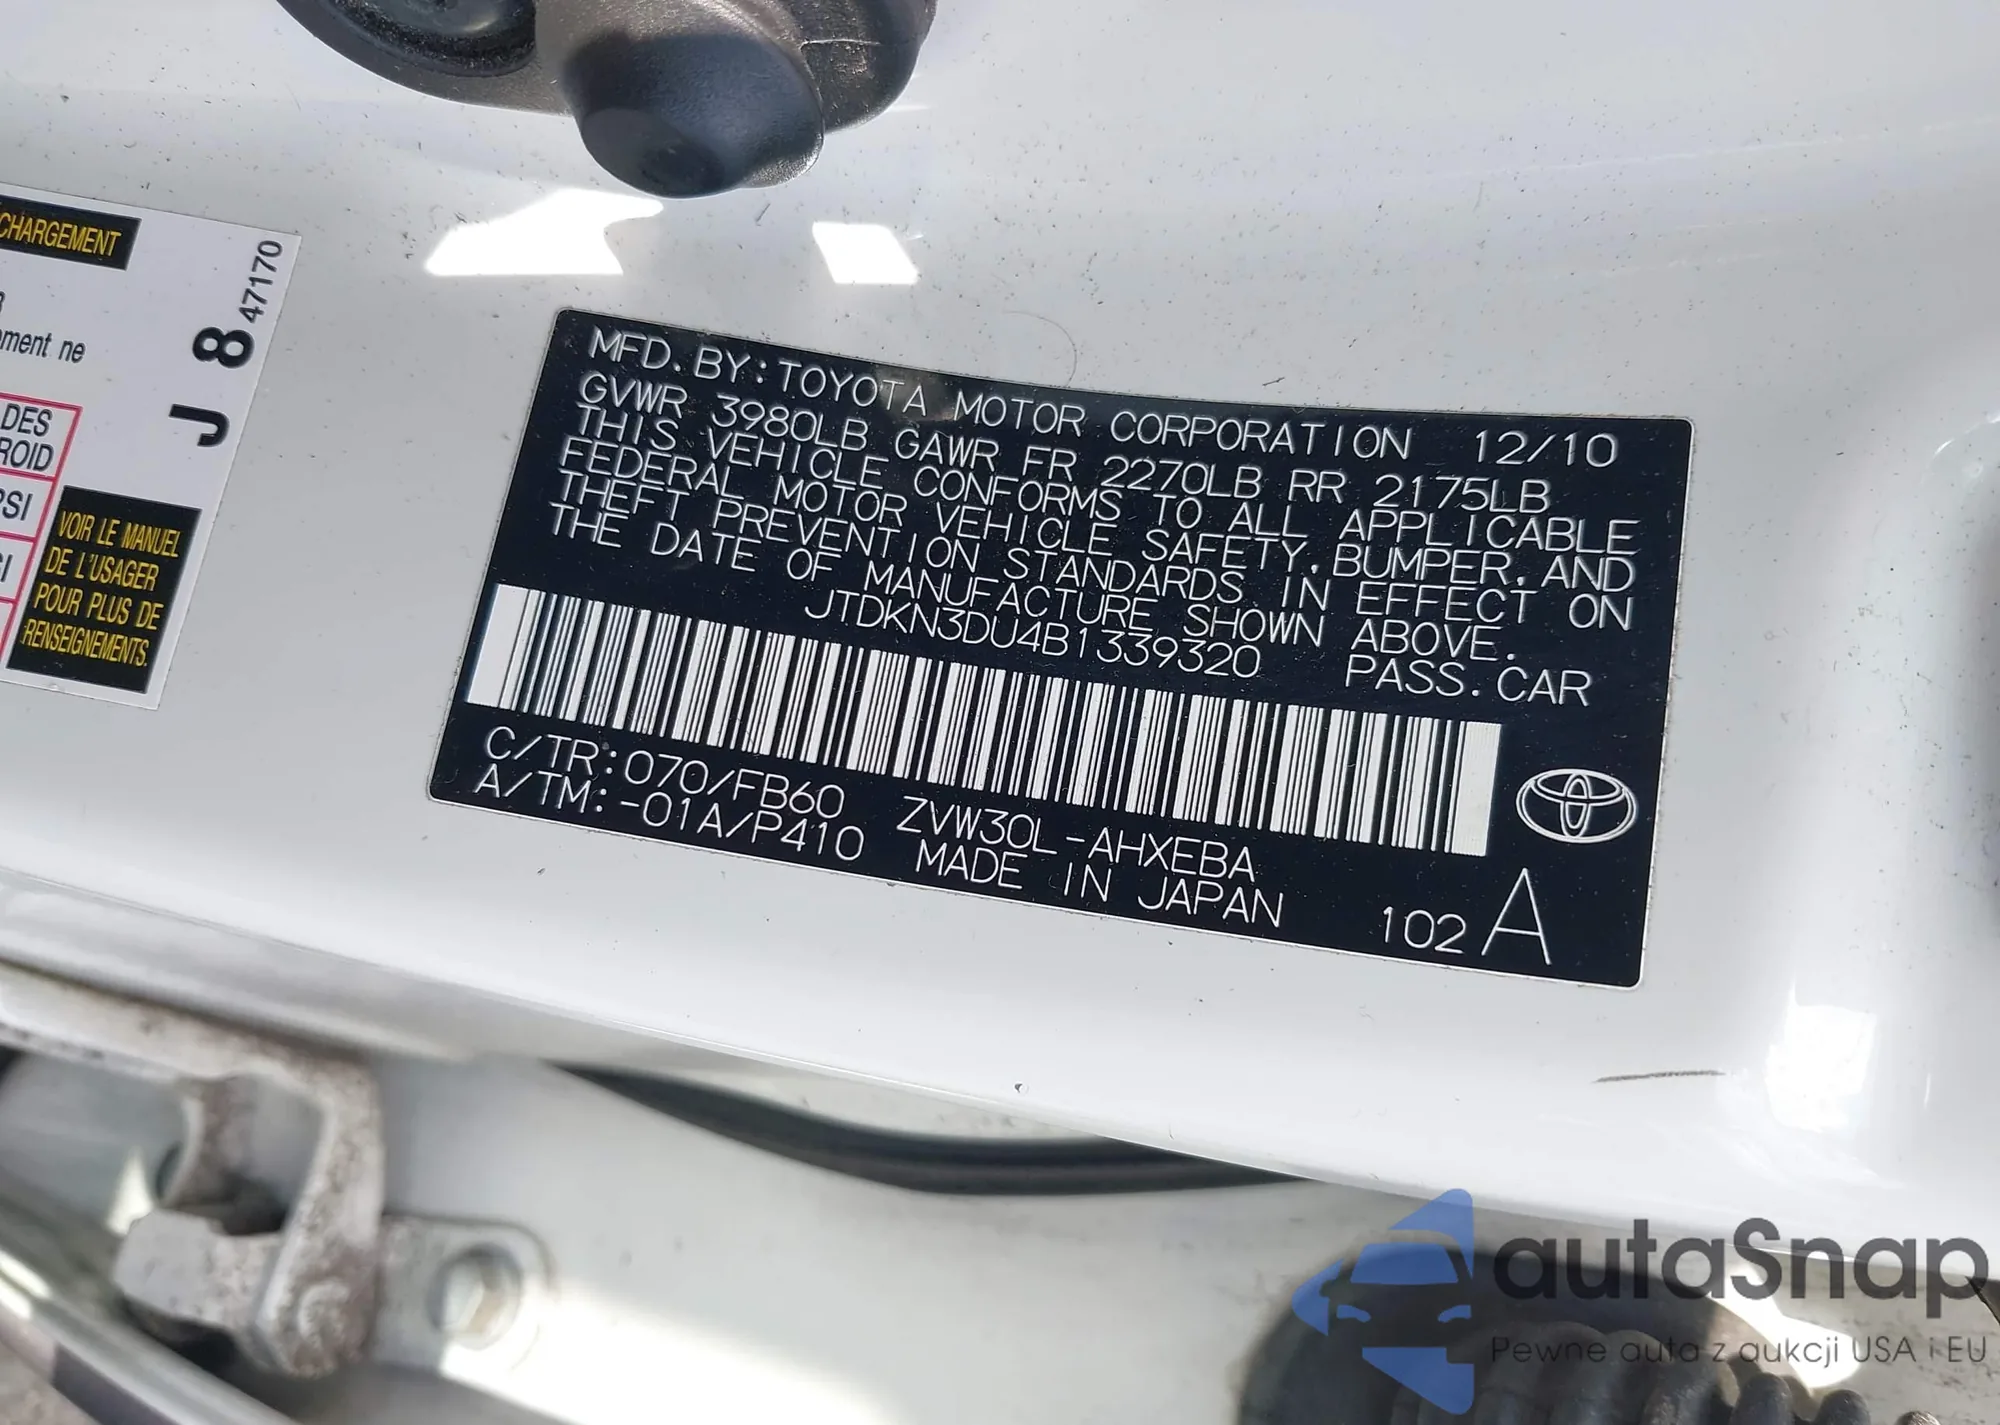 CHARGEMENT
ement ne
DES
ROID
PSI
VOIR LE MANUEL
DE L'USAGER
POUR PLUS DE
RENSEIGNEMENTS.
J 8 47170
MFD. BY: TOYOTA MOTOR CORPORATION 12/10
GVWR 3980LB GAWR FR 2270LB RR 2175LB
THIS VEHICLE CONFORMS TO ALL APPLICABLE
FEDERAL MOTOR VEHICLE SAFETY, BUMPER, AND
THEFT PREVENTION STANDARDS IN EFFECT ON
THE DATE OF MANUFACTURE SHOWN ABOVE.
JTDKN3DU4B1339320 PASS. CAR
C/TR: 070/FB60 ZVW30L-AHXEBA
A/TM: -01A/P410 MADE IN JAPAN
102 A
autaSnap
Pewne auta z aukcji USA i EU